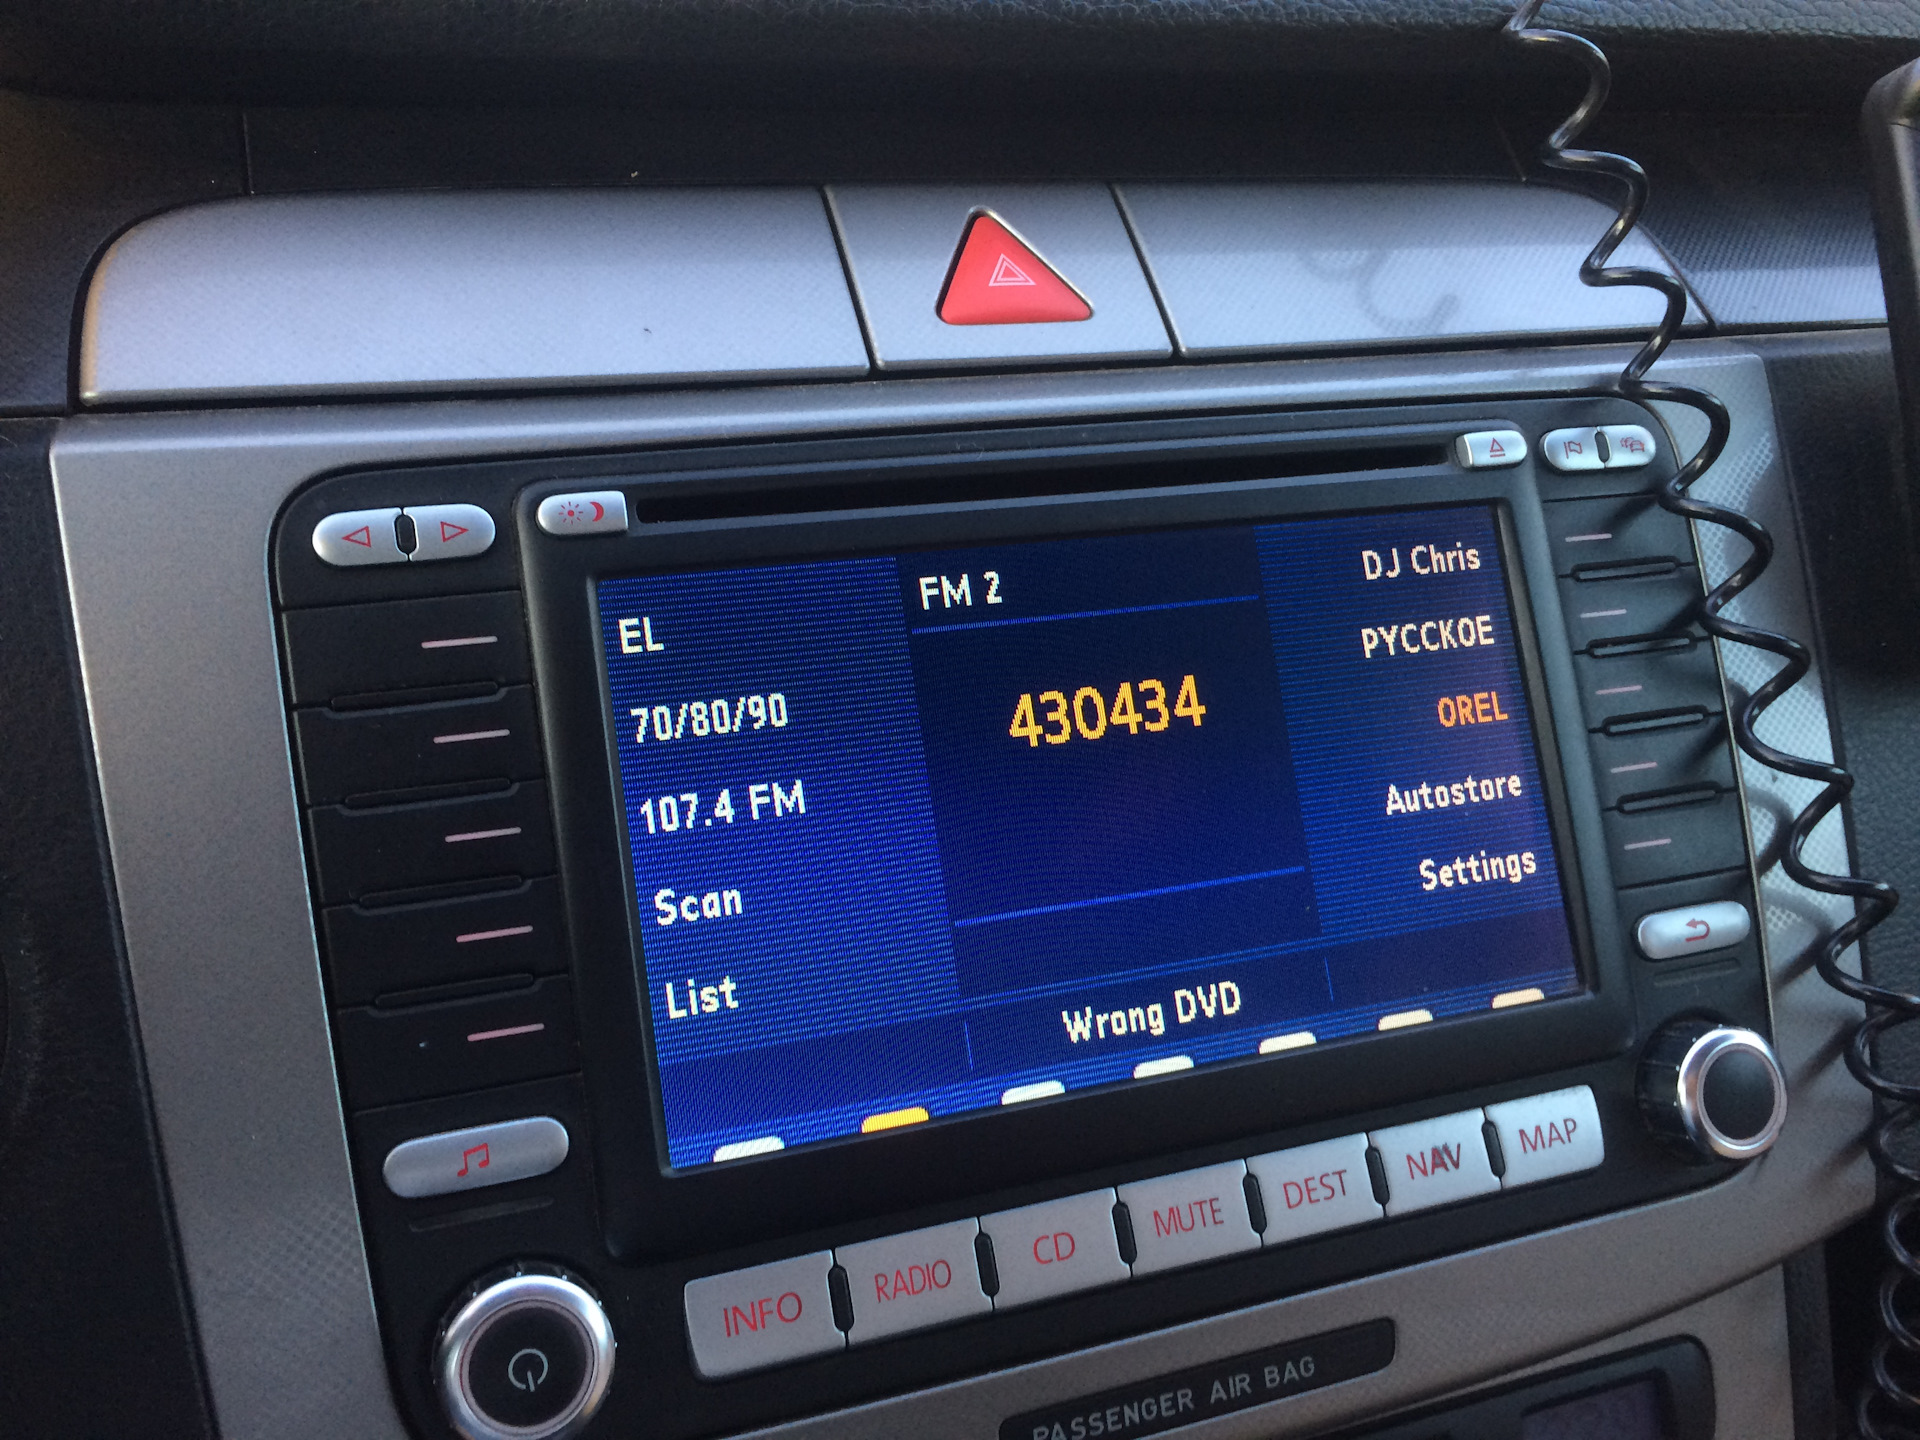 FM 2
EL
70/80/90
107.4 FM
Scan
List
430434
DJ Chris
РУССКОЕ
OREL
Autostore
Settings
Wrong DVD
INFO
RADIO
CD
MUTE
DEST
NAV
MAP
PASSENGER AIR BAG